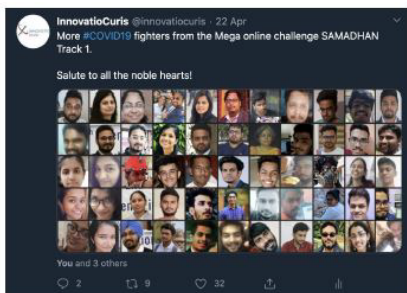 InnovatioCuris @innovatiocuris · 22 Apr
More #COVID19 fighters from the Mega online challenge SAMADHAN
Track 1.
Salute to all the noble hearts!
You and 3 others
2 9 32